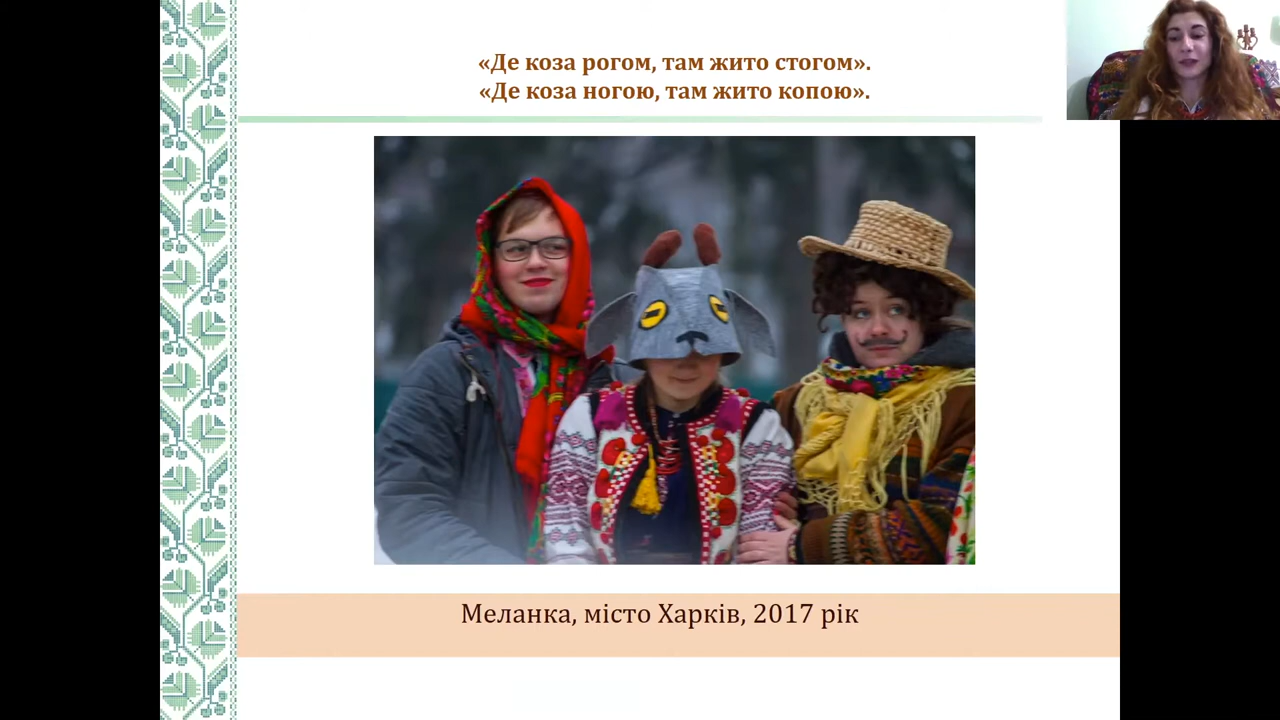 «Де коза рогом, там жито стогом».
«Де коза ногою, там жито копою».
Меланка, місто Харків, 2017 рік